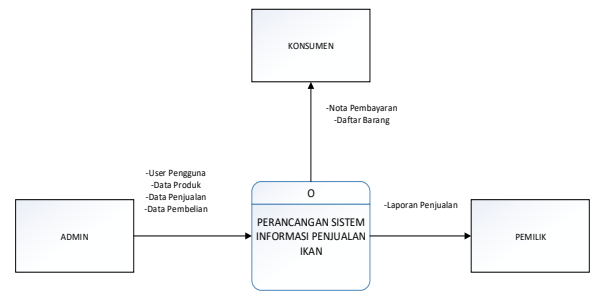 KONSUMEN
-Nota Pembayaran
-Daftar Barang
-User Pengguna
-Data Produk
-Data Penjualan
-Data Pembelian
O
PERANCANGAN SISTEM
INFORMASI PENJUALAN
IKAN
-Laporan Penjualan
ADMIN
PEMILIK